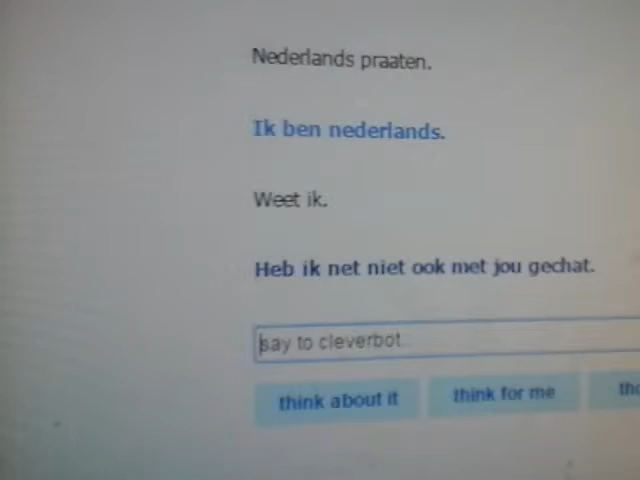 Nederlands praaten.
Ik ben nederlands.
Weet ik.
Heb ik net niet ook met jou gechat.
say to cleverbot
think about it
think for me